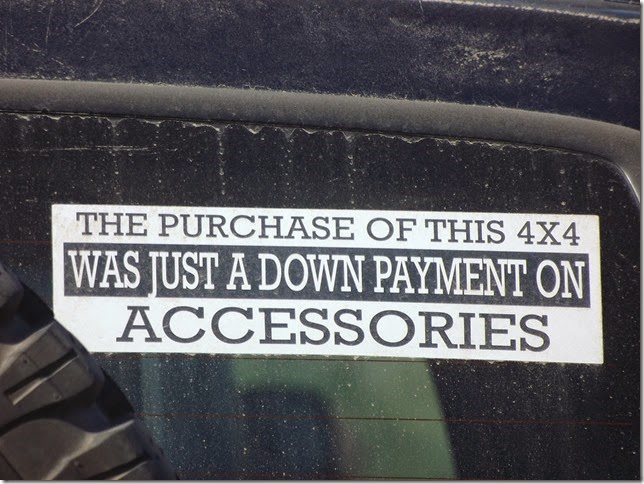 THE PURCHASE OF THIS 4X4
WAS JUST A DOWN PAYMENT ON
ACCESSORIES